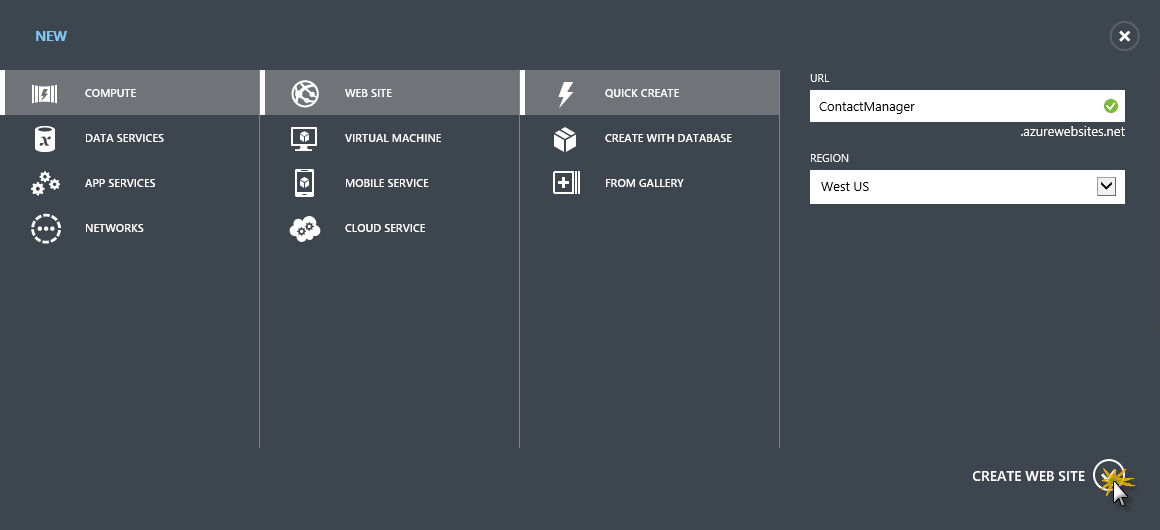 NEW
COMPUTE
DATA SERVICES
APP SERVICES
NETWORKS
WEB SITE
VIRTUAL MACHINE
MOBILE SERVICE
CLOUD SERVICE
QUICK CREATE
CREATE WITH DATABASE
FROM GALLERY
URL
ContactManager
.azurewebsites.net
REGION
West US
CREATE WEB SITE